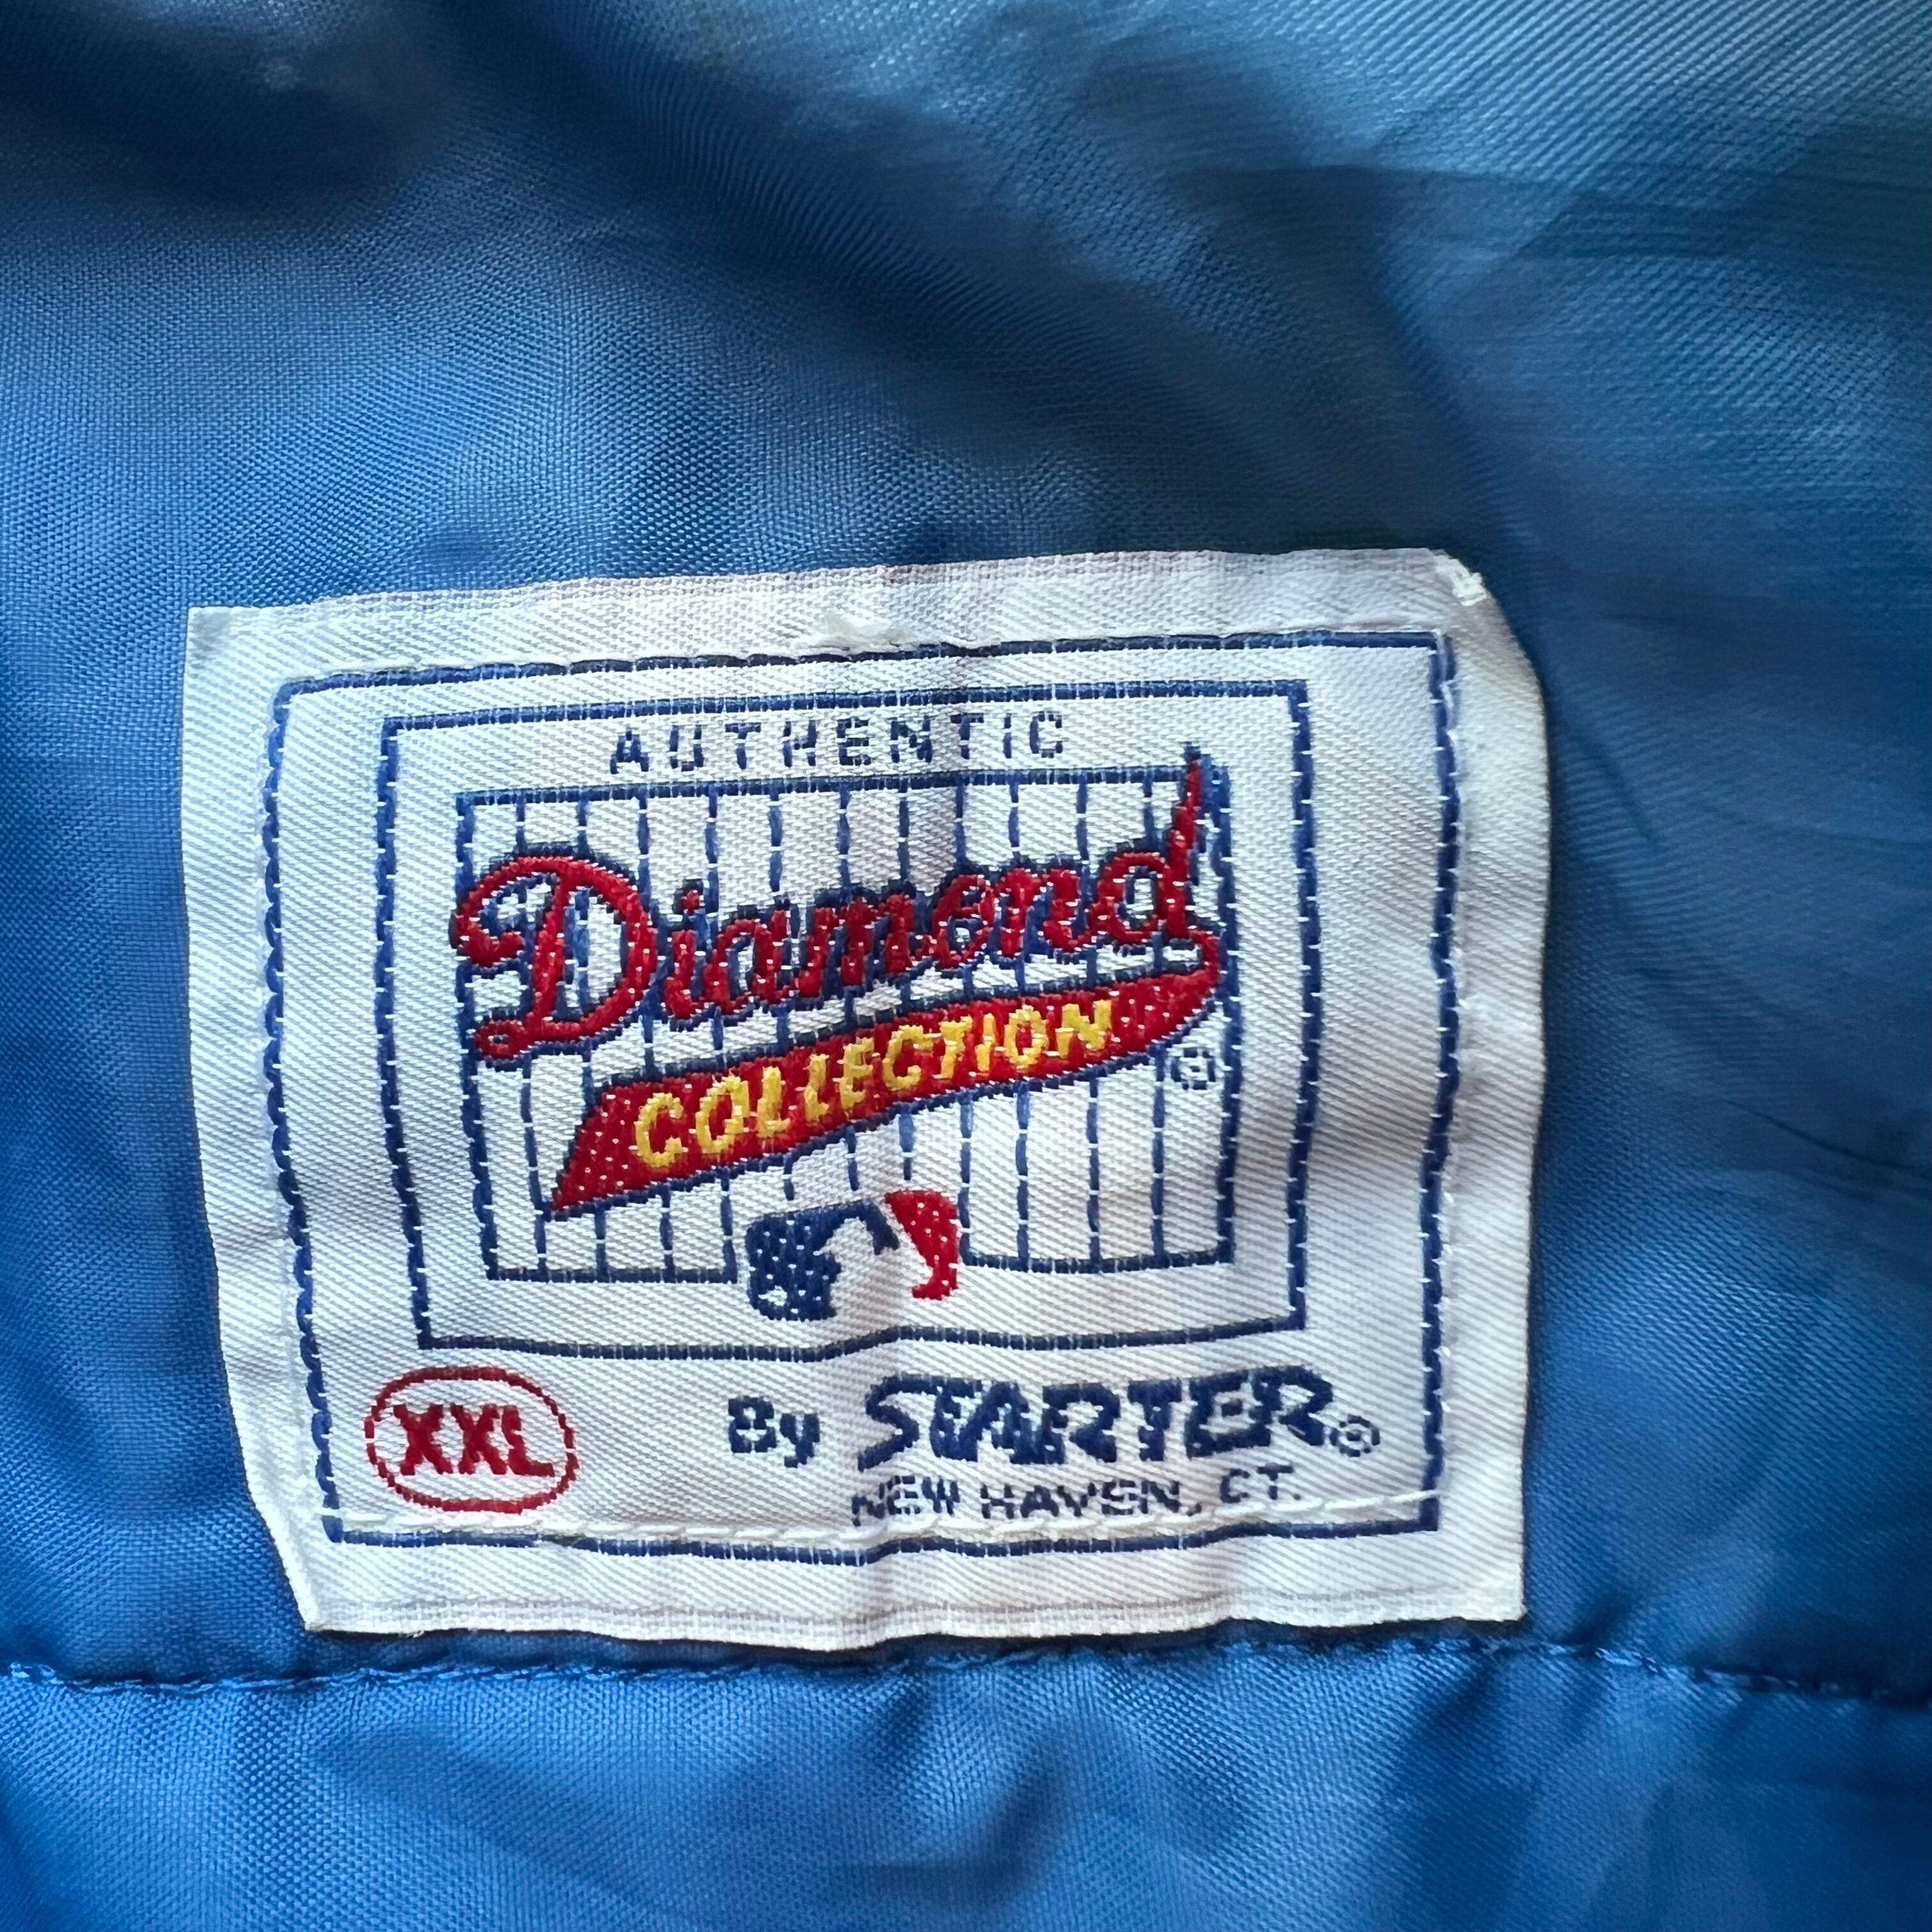 AUTHENTIC
Diamond
COLLECTION
®
XXL
By STARTER®
NEW HAVEN, CT.